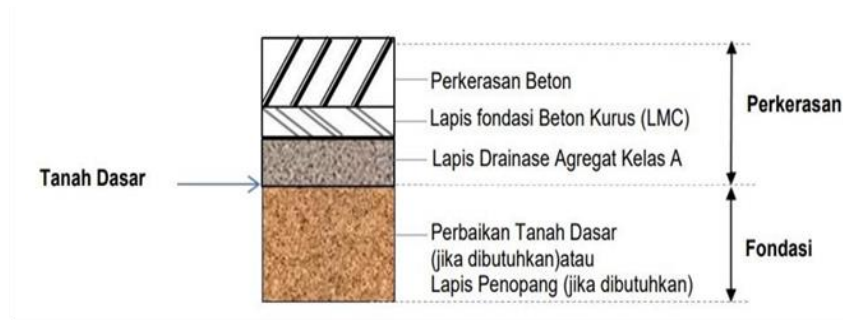 Perkerasan Beton
Lapis fondasi Beton Kurus (LMC)
Lapis Drainase Agregat Kelas A
Perkerasan
Tanah Dasar
Perbaikan Tanah Dasar
(jika dibutuhkan)atau
Lapis Penopang (jika dibutuhkan)
Fondasi